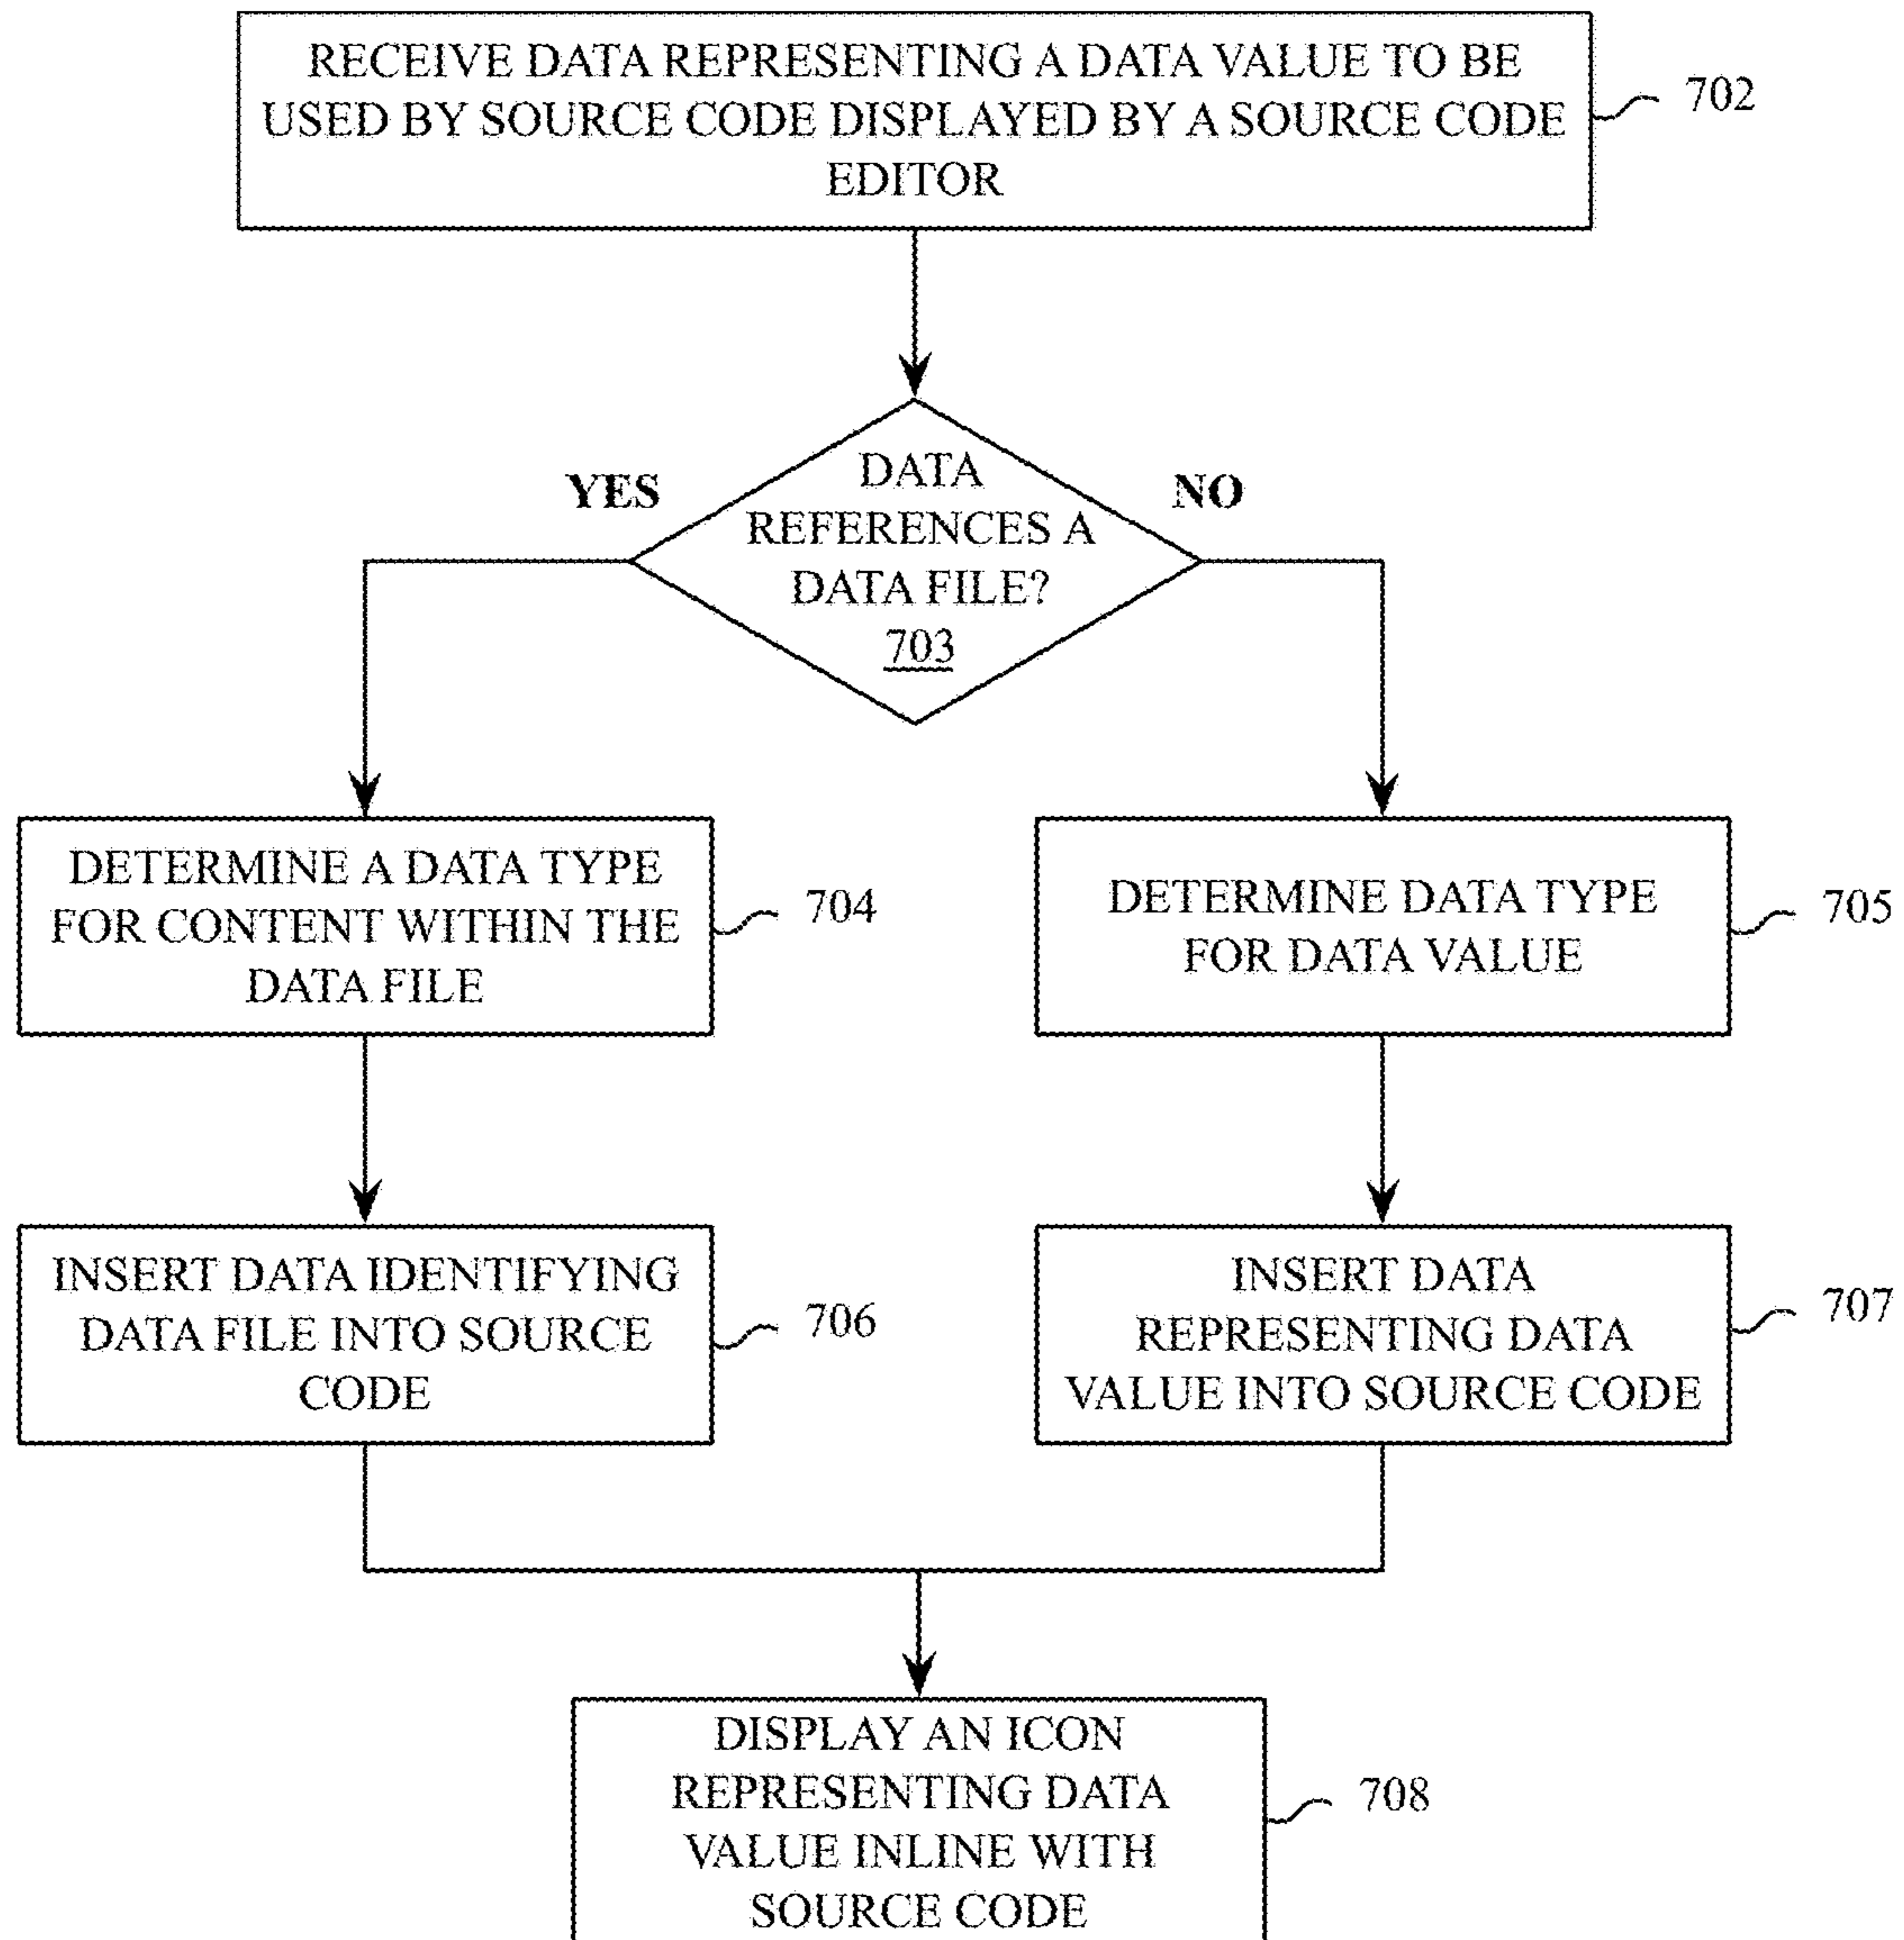 RECEIVE DATA REPRESENTING A DATA VALUE TO BE
USED BY SOURCE CODE DISPLAYED BY A SOURCE CODE
EDITOR
702
YES
NO
DATA
REFERENCES A
DATA FILE?
703
DETERMINE A DATA TYPE
FOR CONTENT WITHIN THE
DATA FILE
704
DETERMINE DATA TYPE
FOR DATA VALUE
705
INSERT DATA IDENTIFYING
DATA FILE INTO SOURCE
CODE
706
INSERT DATA
REPRESENTING DATA
VALUE INTO SOURCE CODE
707
DISPLAY AN ICON
REPRESENTING DATA
VALUE INLINE WITH
SOURCE CODE
708